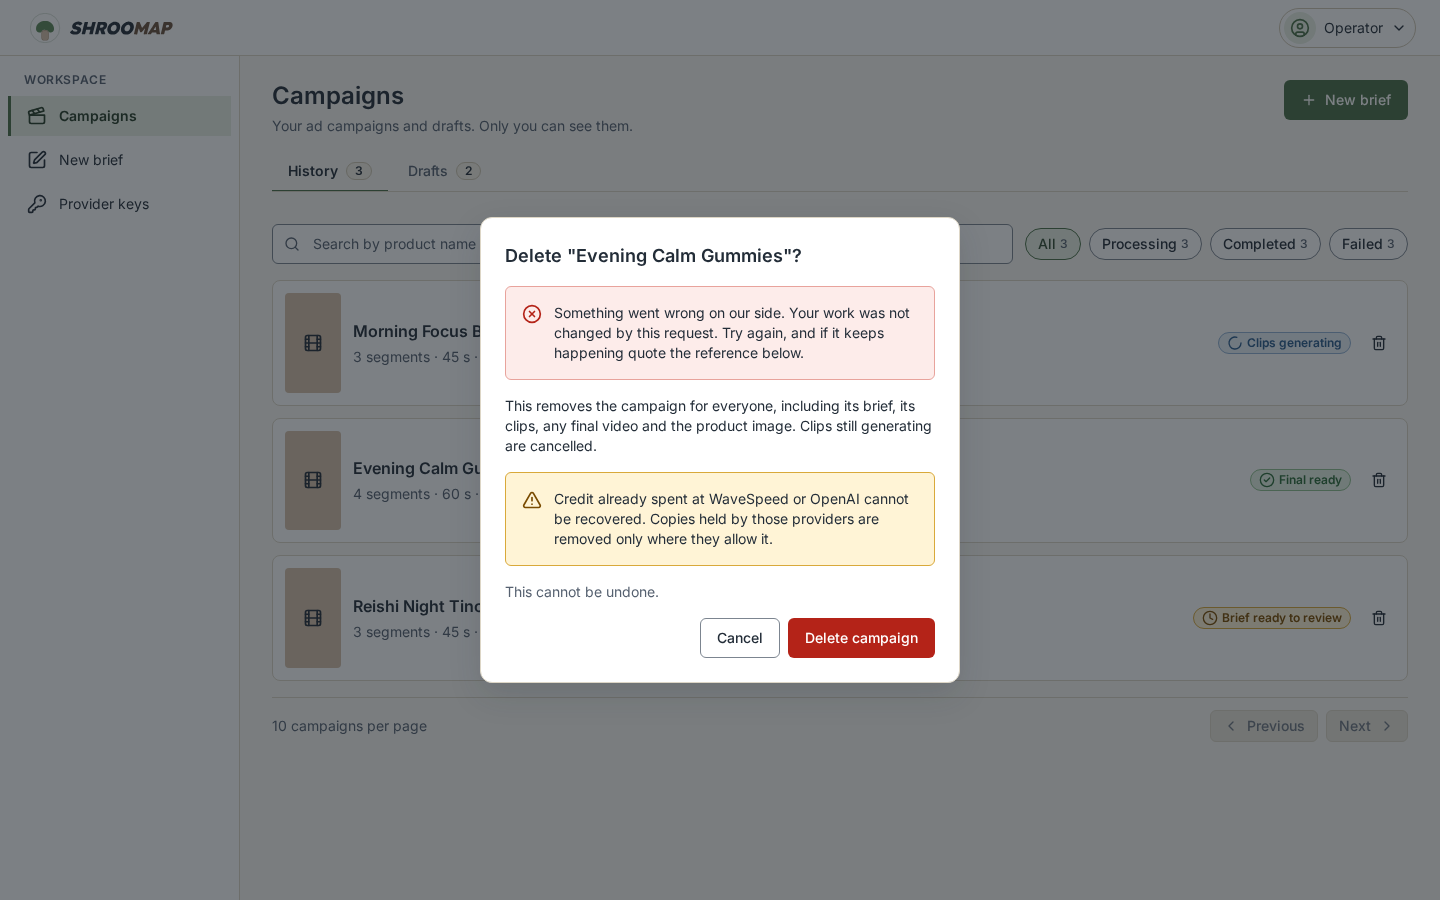 SHROOMAP
Operator
WORKSPACE
Campaigns
New brief
Provider keys
Campaigns
Your ad campaigns and drafts. Only you can see them.
New brief
History 3
Drafts 2
Search by product name
All 3
Processing 3
Completed 3
Failed 3
Morning Focus B
3 segments · 45 s ·
Clips generating
Evening Calm Gu
4 segments · 60 s ·
Final ready
Reishi Night Tinc
3 segments · 45 s ·
Brief ready to review
10 campaigns per page
Previous
Next
Delete "Evening Calm Gummies"?
Something went wrong on our side. Your work was not
changed by this request. Try again, and if it keeps
happening quote the reference below.
This removes the campaign for everyone, including its brief, its
clips, any final video and the product image. Clips still generating
are cancelled.
Credit already spent at WaveSpeed or OpenAI cannot
be recovered. Copies held by those providers are
removed only where they allow it.
This cannot be undone.
Cancel
Delete campaign